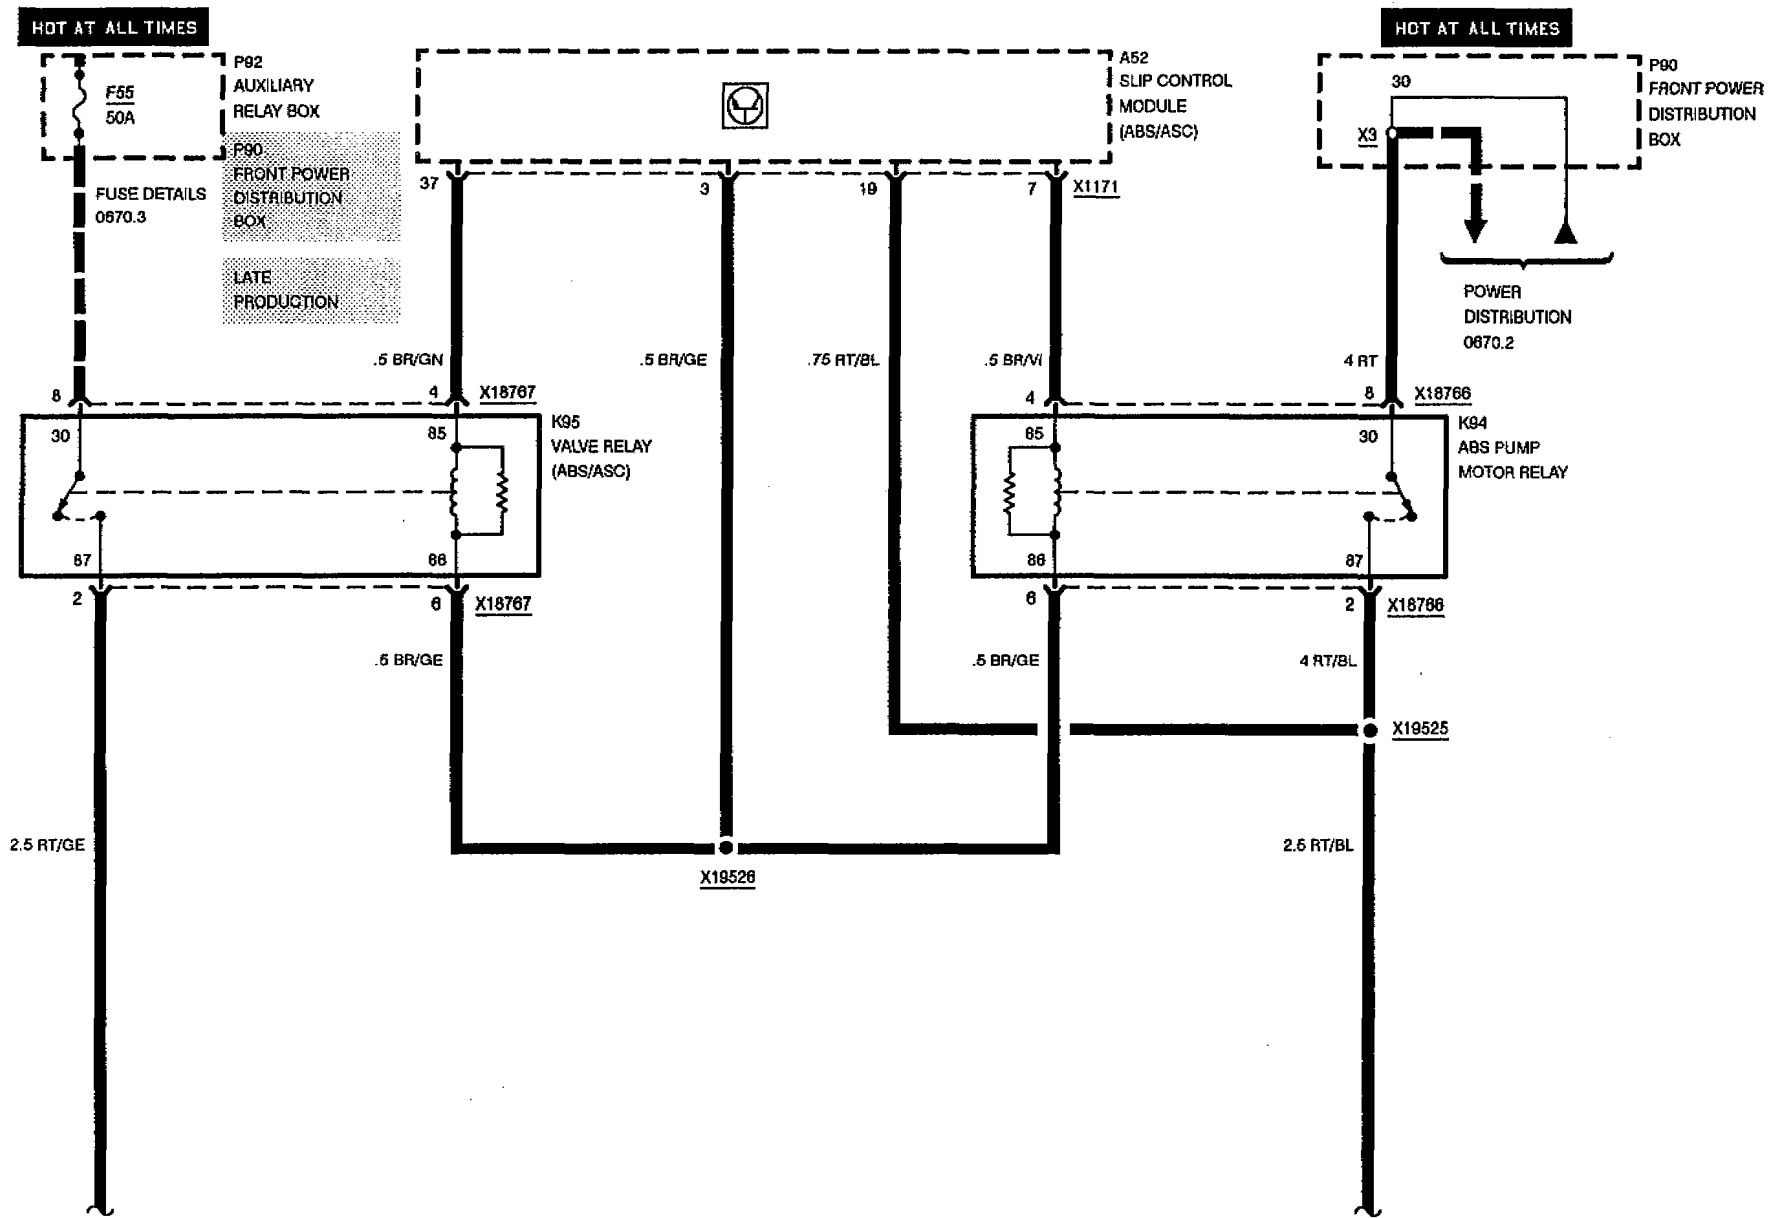 HOT AT ALL TIMES
F55
50A
P92
AUXILIARY
RELAY BOX
P90
FRONT POWER
DISTRIBUTION
BOX
LATE
PRODUCTION
FUSE DETAILS
0670.3
A52
SLIP CONTROL
MODULE
(ABS/ASC)
HOT AT ALL TIMES
30
X3
P90
FRONT POWER
DISTRIBUTION
BOX
POWER
DISTRIBUTION
0670.2
37
3
19
7
X1171
.5 BR/GN
.5 BR/GE
.75 RT/BL
.5 BR/VI
4 RT
8
4
X18767
4
8
X18766
30
85
K95
VALVE RELAY
(ABS/ASC)
85
30
K94
ABS PUMP
MOTOR RELAY
87
86
86
87
2
6
X18767
6
2
X18766
.5 BR/GE
.5 BR/GE
4 RT/BL
X19525
2.5 RT/GE
2.5 RT/BL
X19526